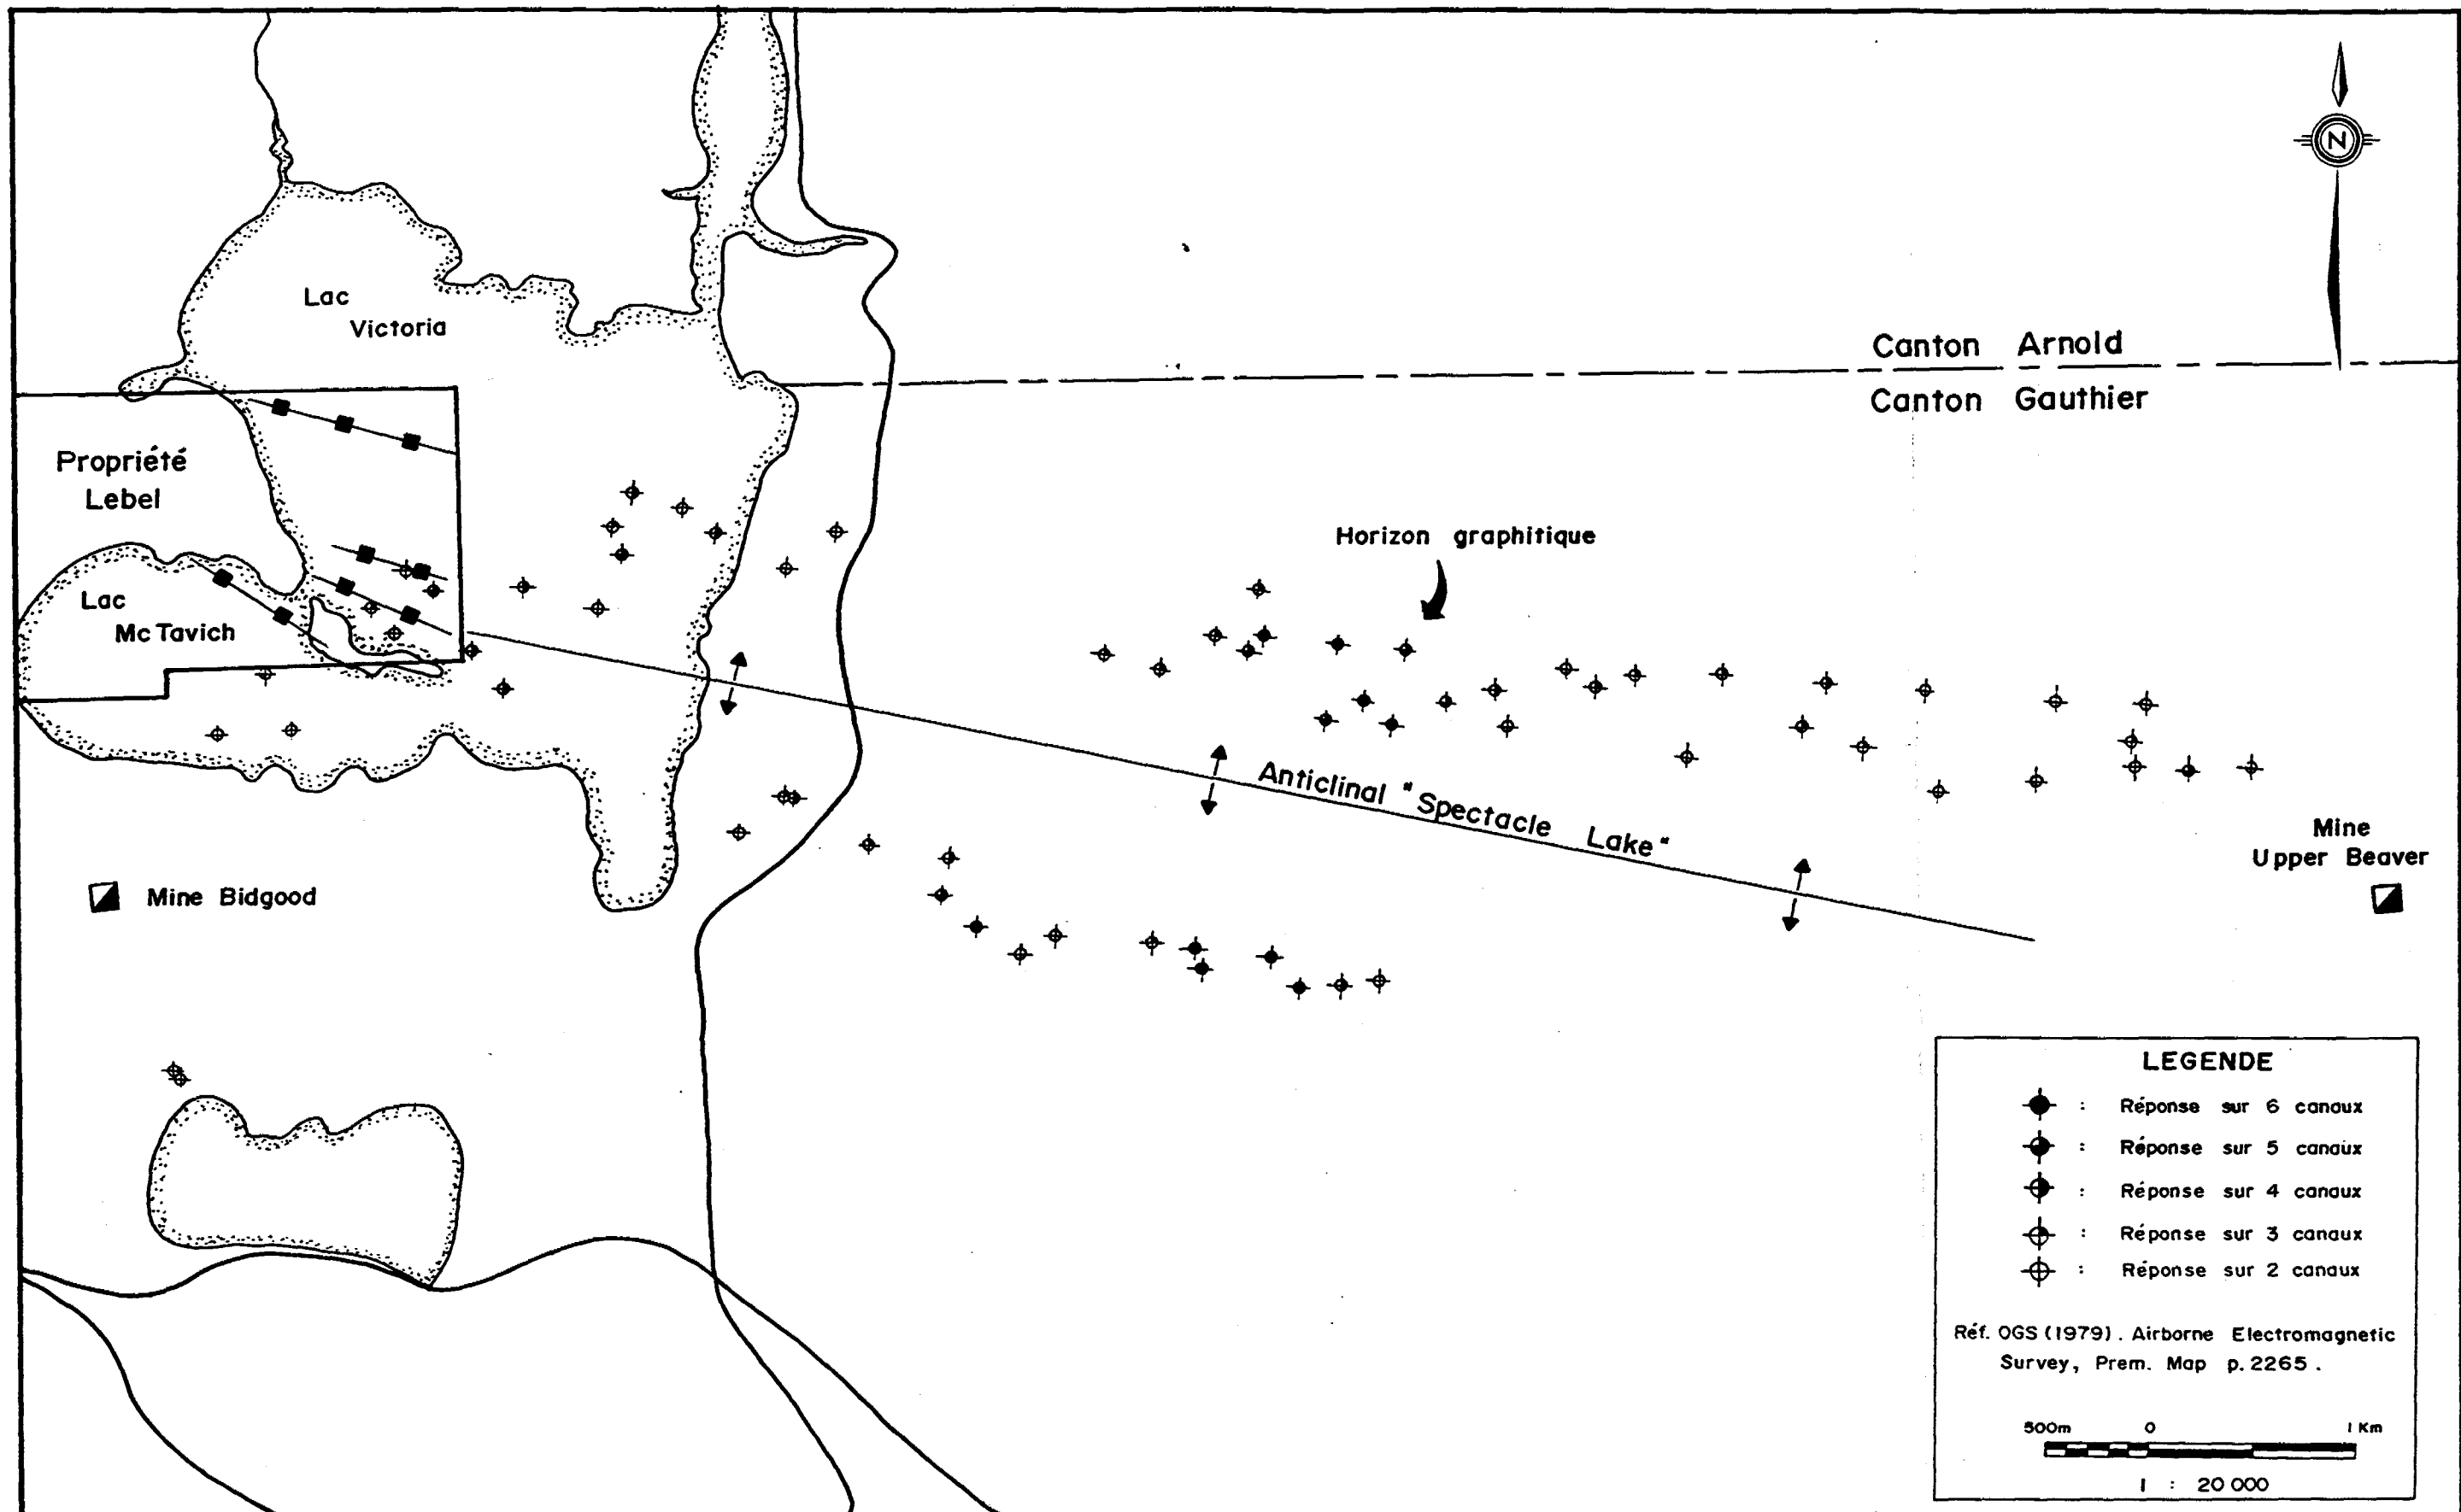 N
Lac
Victoria
Canton Arnold
Canton Gauthier
Propriété
Lebel
Horizon graphitique
Lac
Mc Tavich
Anticlinal "Spectacle Lake"
Mine
Upper Beaver
Mine Bidgood
LEGENDE
: Réponse sur 6 canaux
: Réponse sur 5 canaux
: Réponse sur 4 canaux
: Réponse sur 3 canaux
: Réponse sur 2 canaux
Réf. OGS (1979). Airborne Electromagnetic
Survey, Prem. Map p. 2265.
500m 0 1 Km
1 : 20 000